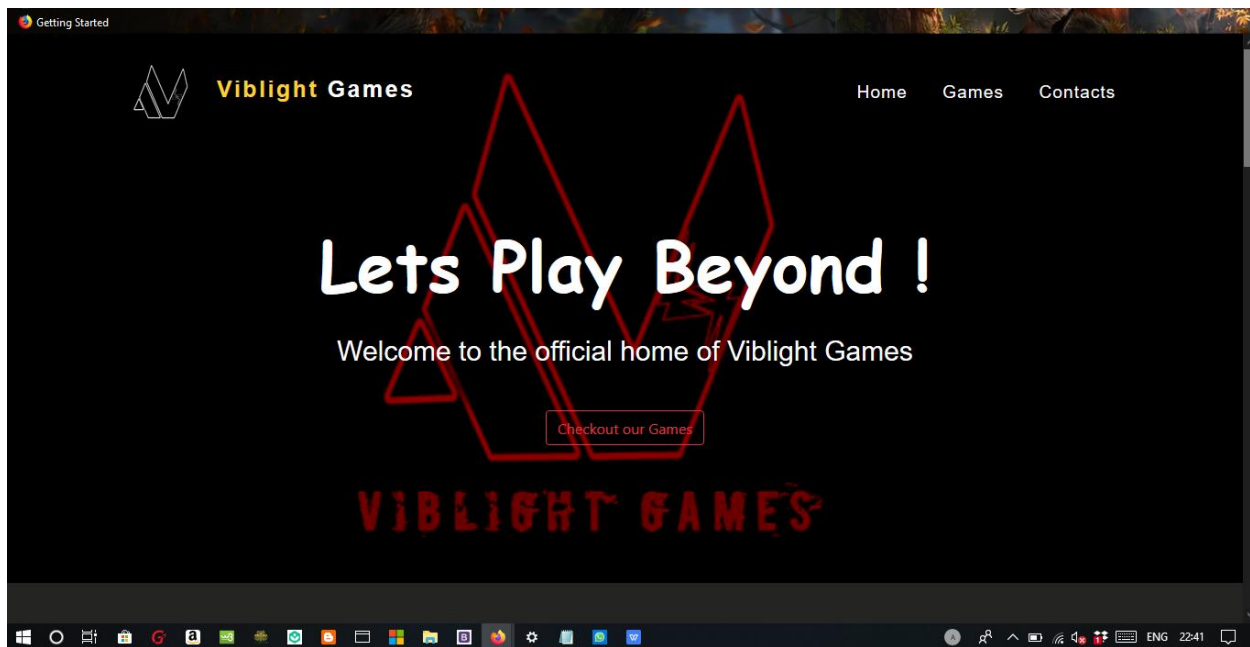 Getting Started
Viblight Games
Home Games Contacts
Lets Play Beyond !
Welcome to the official home of Viblight Games
Checkout our Games
VIBLIGHT GAMES
ENG 22:41